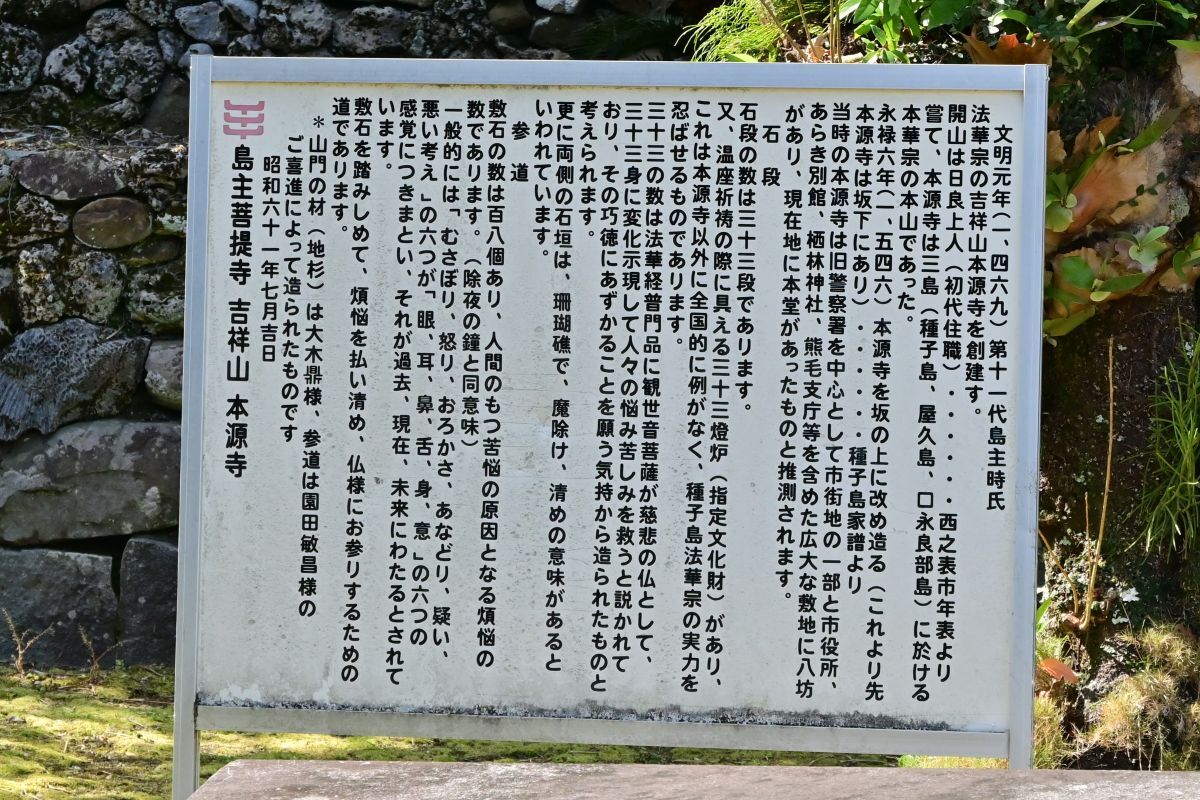 文明元年(一、四六九)第十一代島主時氏
法華宗の吉祥山本源寺を創建す。
開山は日良上人(初代住職)・・・・・西之表市年表より
嘗て、本源寺は三島(種子島、屋久島、口永良部島)に於ける
本華宗の本山であった。
永禄六年(一、五四六)本源寺を坂の上に改め造る(これより先
本源寺は坂下にあり)・・・・・・種子島家譜より
当時の本源寺は旧警察署を中心として市街地の一部と市役所、
あらき別館、栖林神社、熊毛支庁等を含めた広大な敷地に八坊
があり、現在地に本堂があったものと推測されます。
石段
石段の数は三十三段であります。
又、温座祈祷の際に具える三十三燈炉(指定文化財)があり、
これは本源寺以外に全国的に例がなく、種子島法華宗の実力を
忍ばせるものであります。
三十三の数は法華経普門品に観世音菩薩が慈悲の仏として、
三十三身に変化示現して人々の悩み苦しみを救うと説かれて
おり、その巧徳にあずかることを願う気持から造られたものと
考えられます。
更に両側の石垣は、珊瑚礁で、魔除け、清めの意味があると
いわれています。
参道
敷石の数は百八個あり、人間のもつ苦悩の原因となる煩悩の
数であります。(除夜の鐘と同意味)
一般的には「むさぼり、怒り、おろかさ、あなどり、疑い、
悪い考え」の六つが「眼、耳、鼻、舌、身、意」の六つの
感覚につきまとい、それが過去、現在、未来にわたるとされて
います。
敷石を踏みしめて、煩悩を払い清め、仏様にお参りするための
道であります。
*山門の材(地杉)は大木鼎様、参道は園田敏昌様の
ご喜進によって造られたものです
昭和六十一年七月吉日
島主菩提寺 吉祥山 本源寺